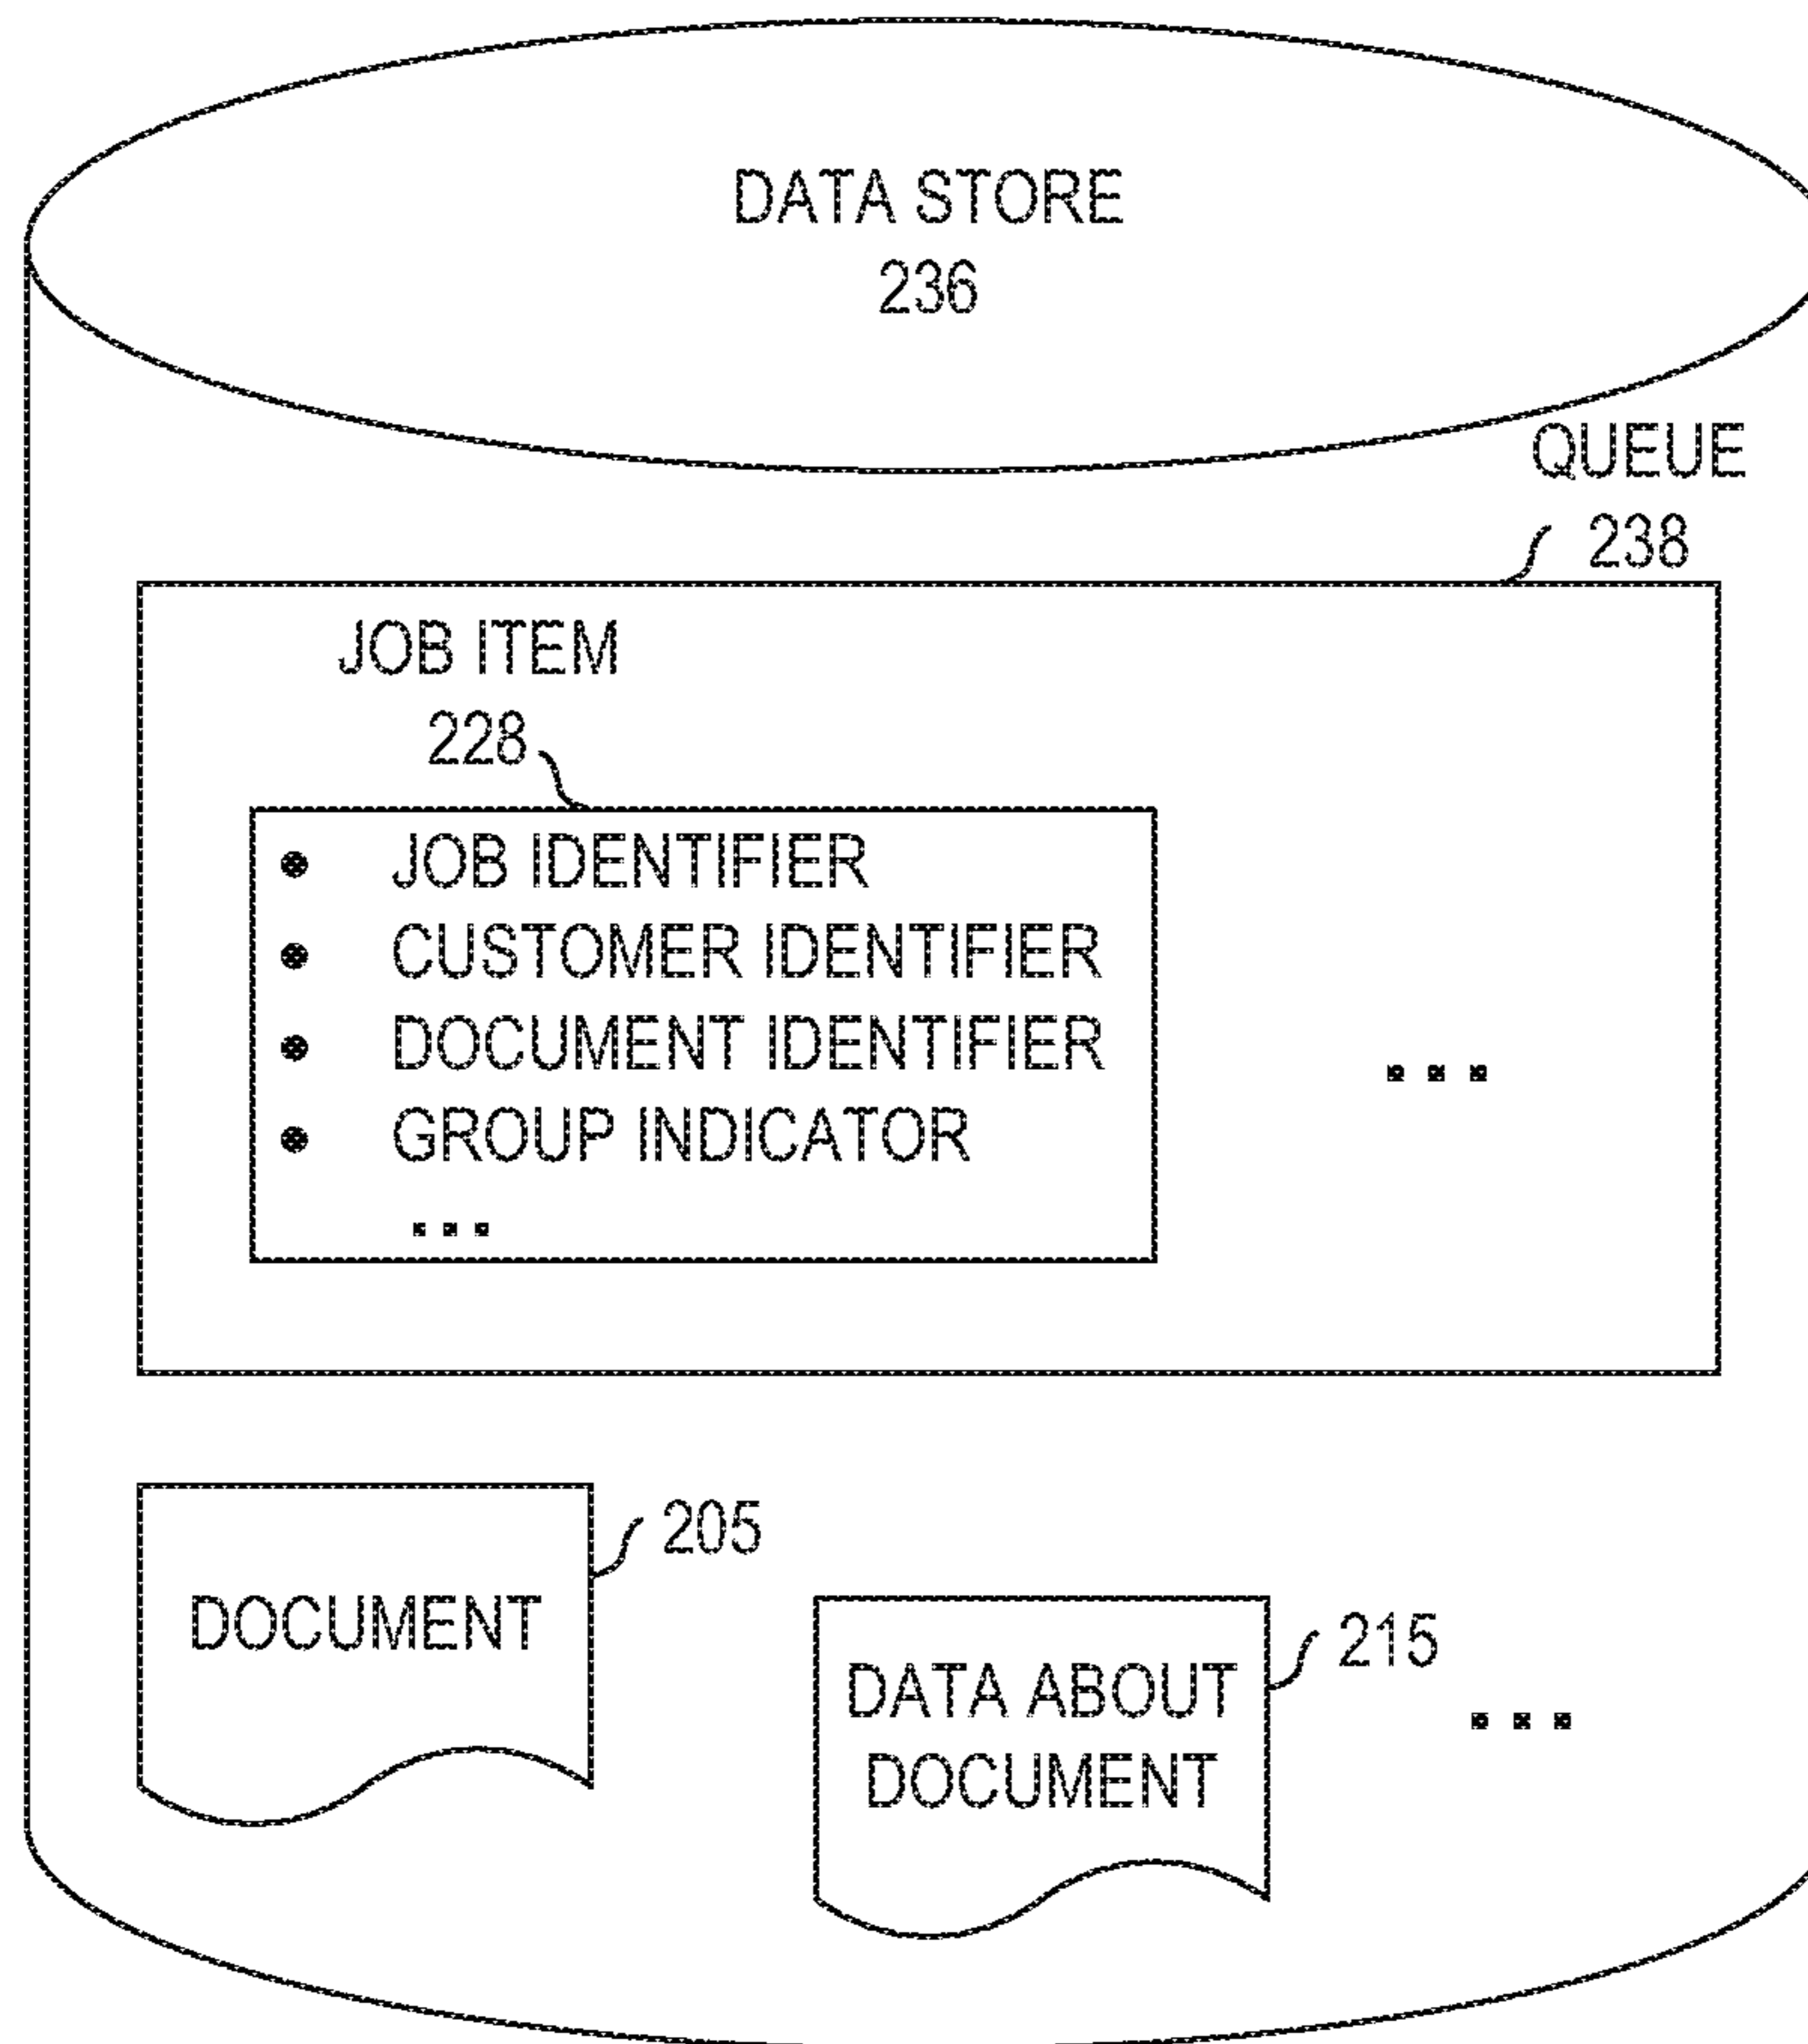 DATA STORE
236
QUEUE
238
JOB ITEM
228
• JOB IDENTIFIER
• CUSTOMER IDENTIFIER
• DOCUMENT IDENTIFIER
• GROUP INDICATOR
...
...
205
DOCUMENT
215
DATA ABOUT
DOCUMENT
...